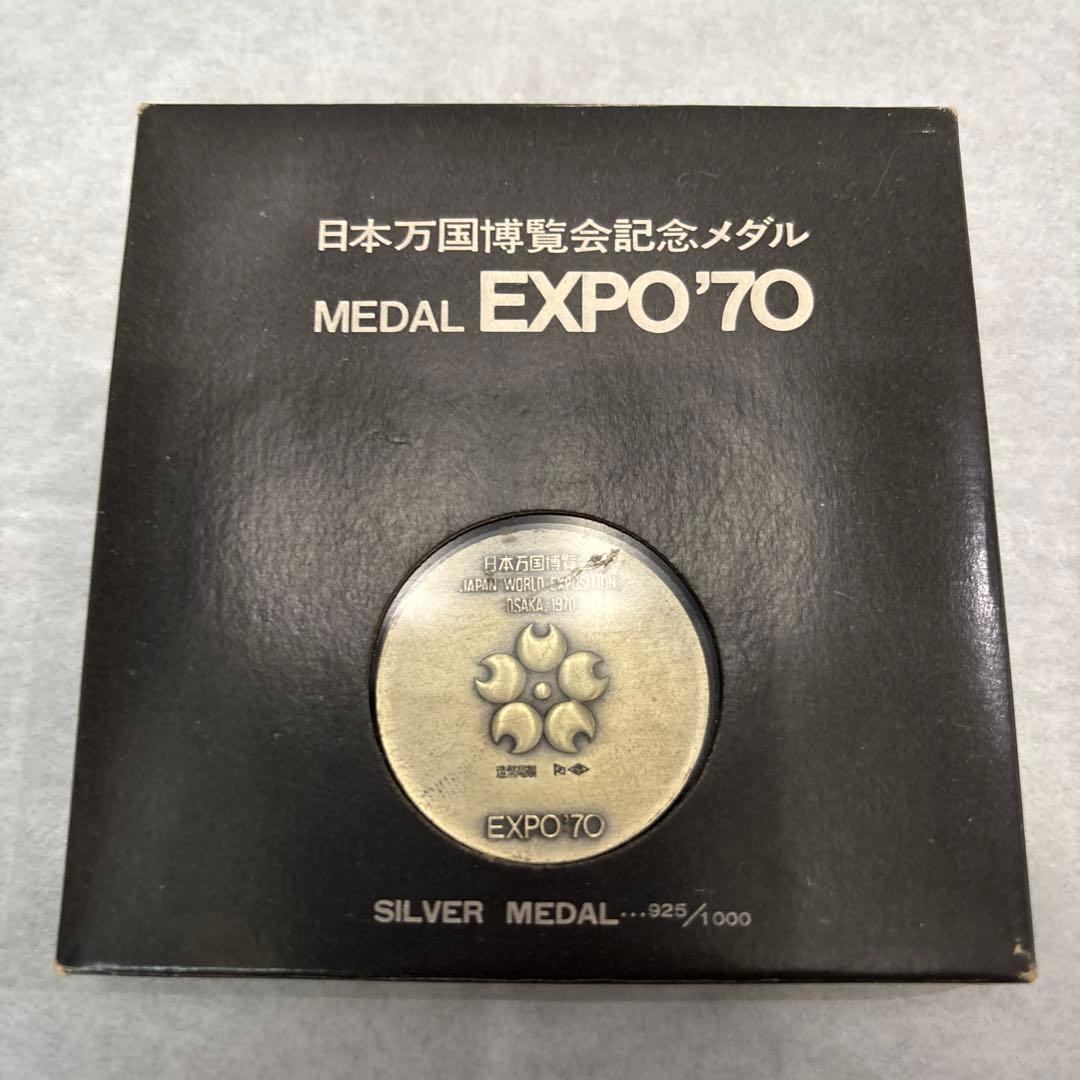 日本万国博覧会記念メダル
MEDAL EXPO'70
日本万国博覧会
JAPAN WORLD EXPOSITION
OSAKA, 1970
造幣局製
EXPO'70
SILVER MEDAL...925/1000